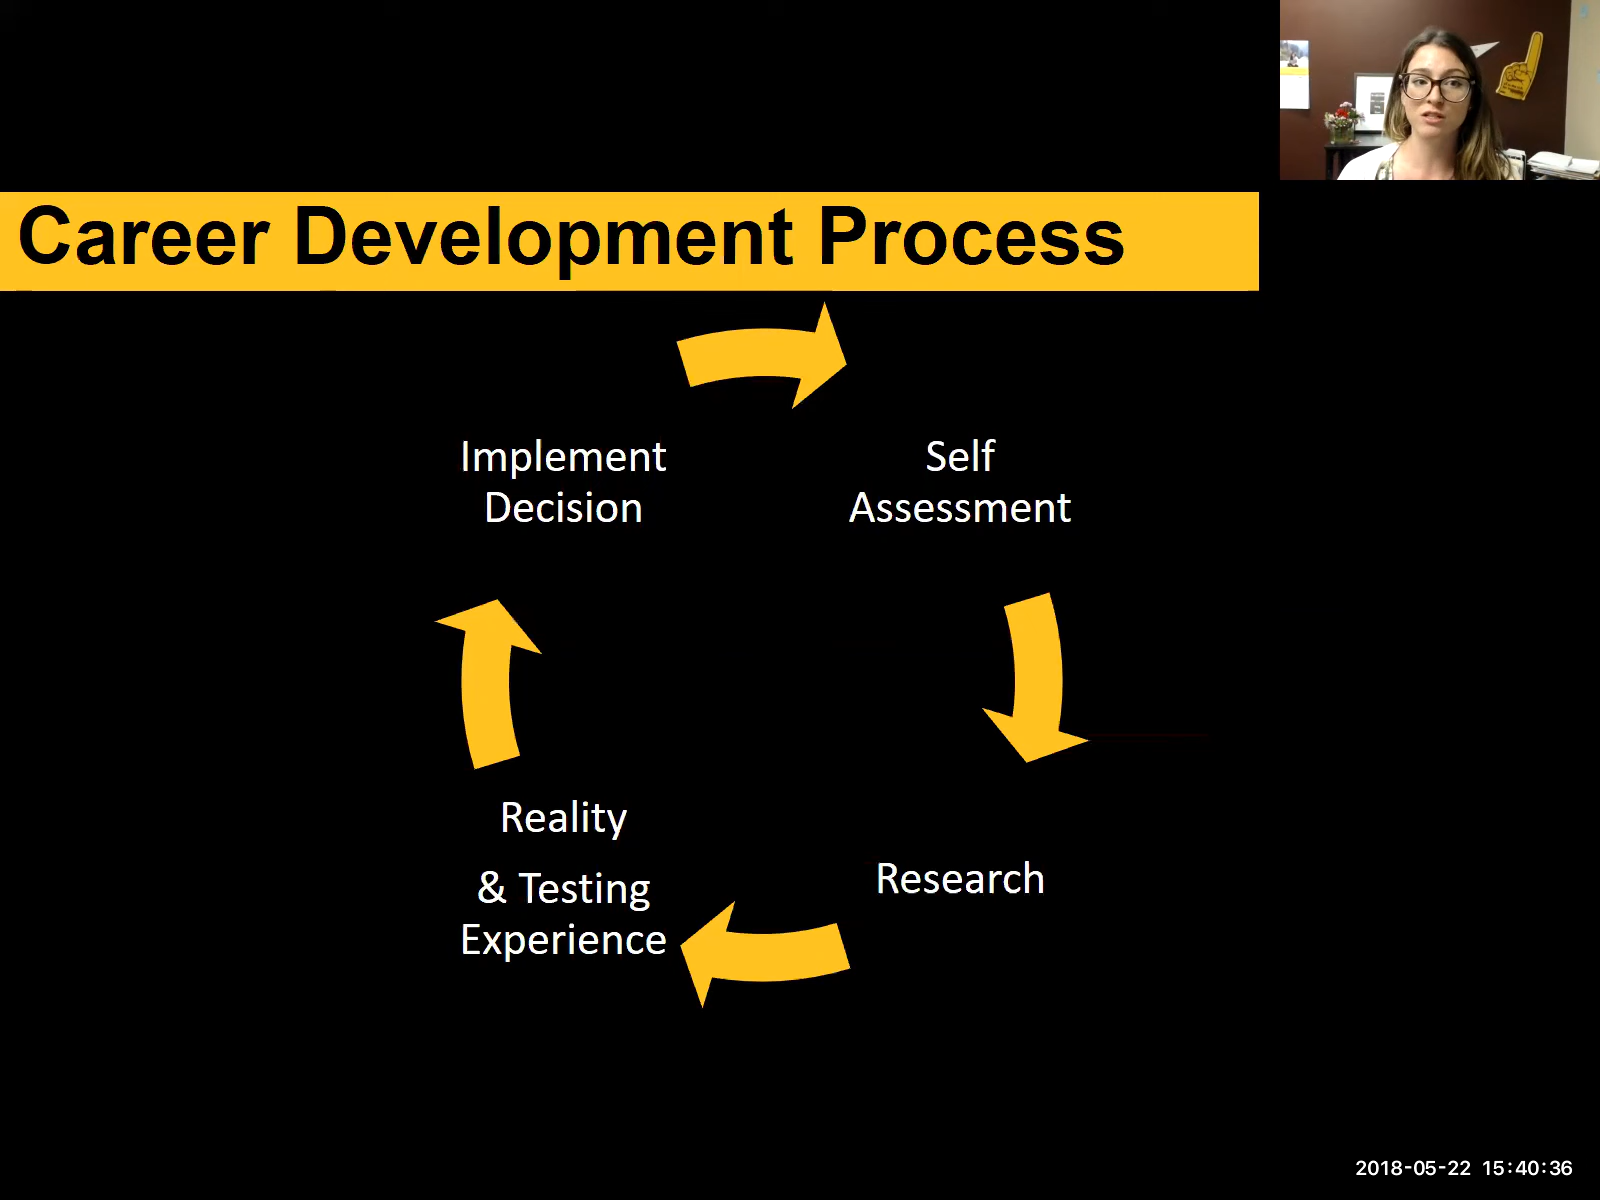 Career Development Process
Implement
Decision
Self
Assessment
Reality
& Testing
Experience
Research
2018-05-22 15:40:36